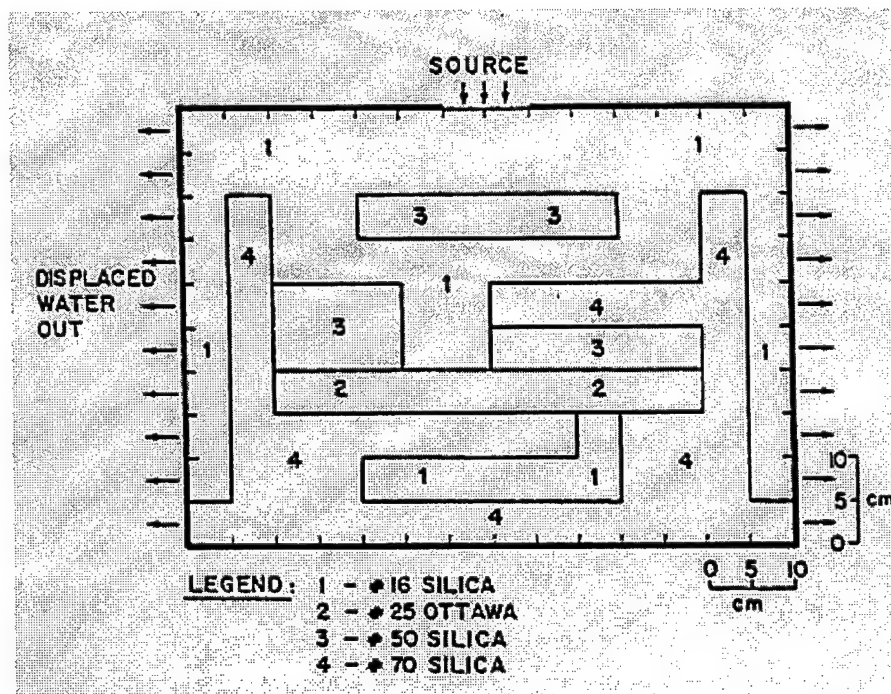 SOURCE
1 1
3 3
4 4
DISPLACED
WATER
OUT
1
4
3
3
1 1
2 2
4 4
1 1
4
10
5 cm
0
0 5 10
cm
LEGEND: 1 - # 16 SILICA
2 - # 25 OTTAWA
3 - # 50 SILICA
4 - # 70 SILICA